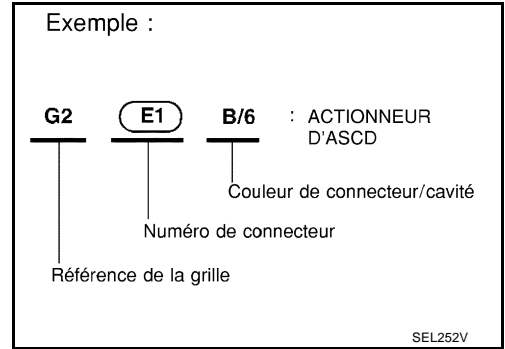 Exemple :
G2 E1 B/6 : ACTIONNEUR
D'ASCD
Couleur de connecteur/cavité
Numéro de connecteur
Référence de la grille
SEL252V